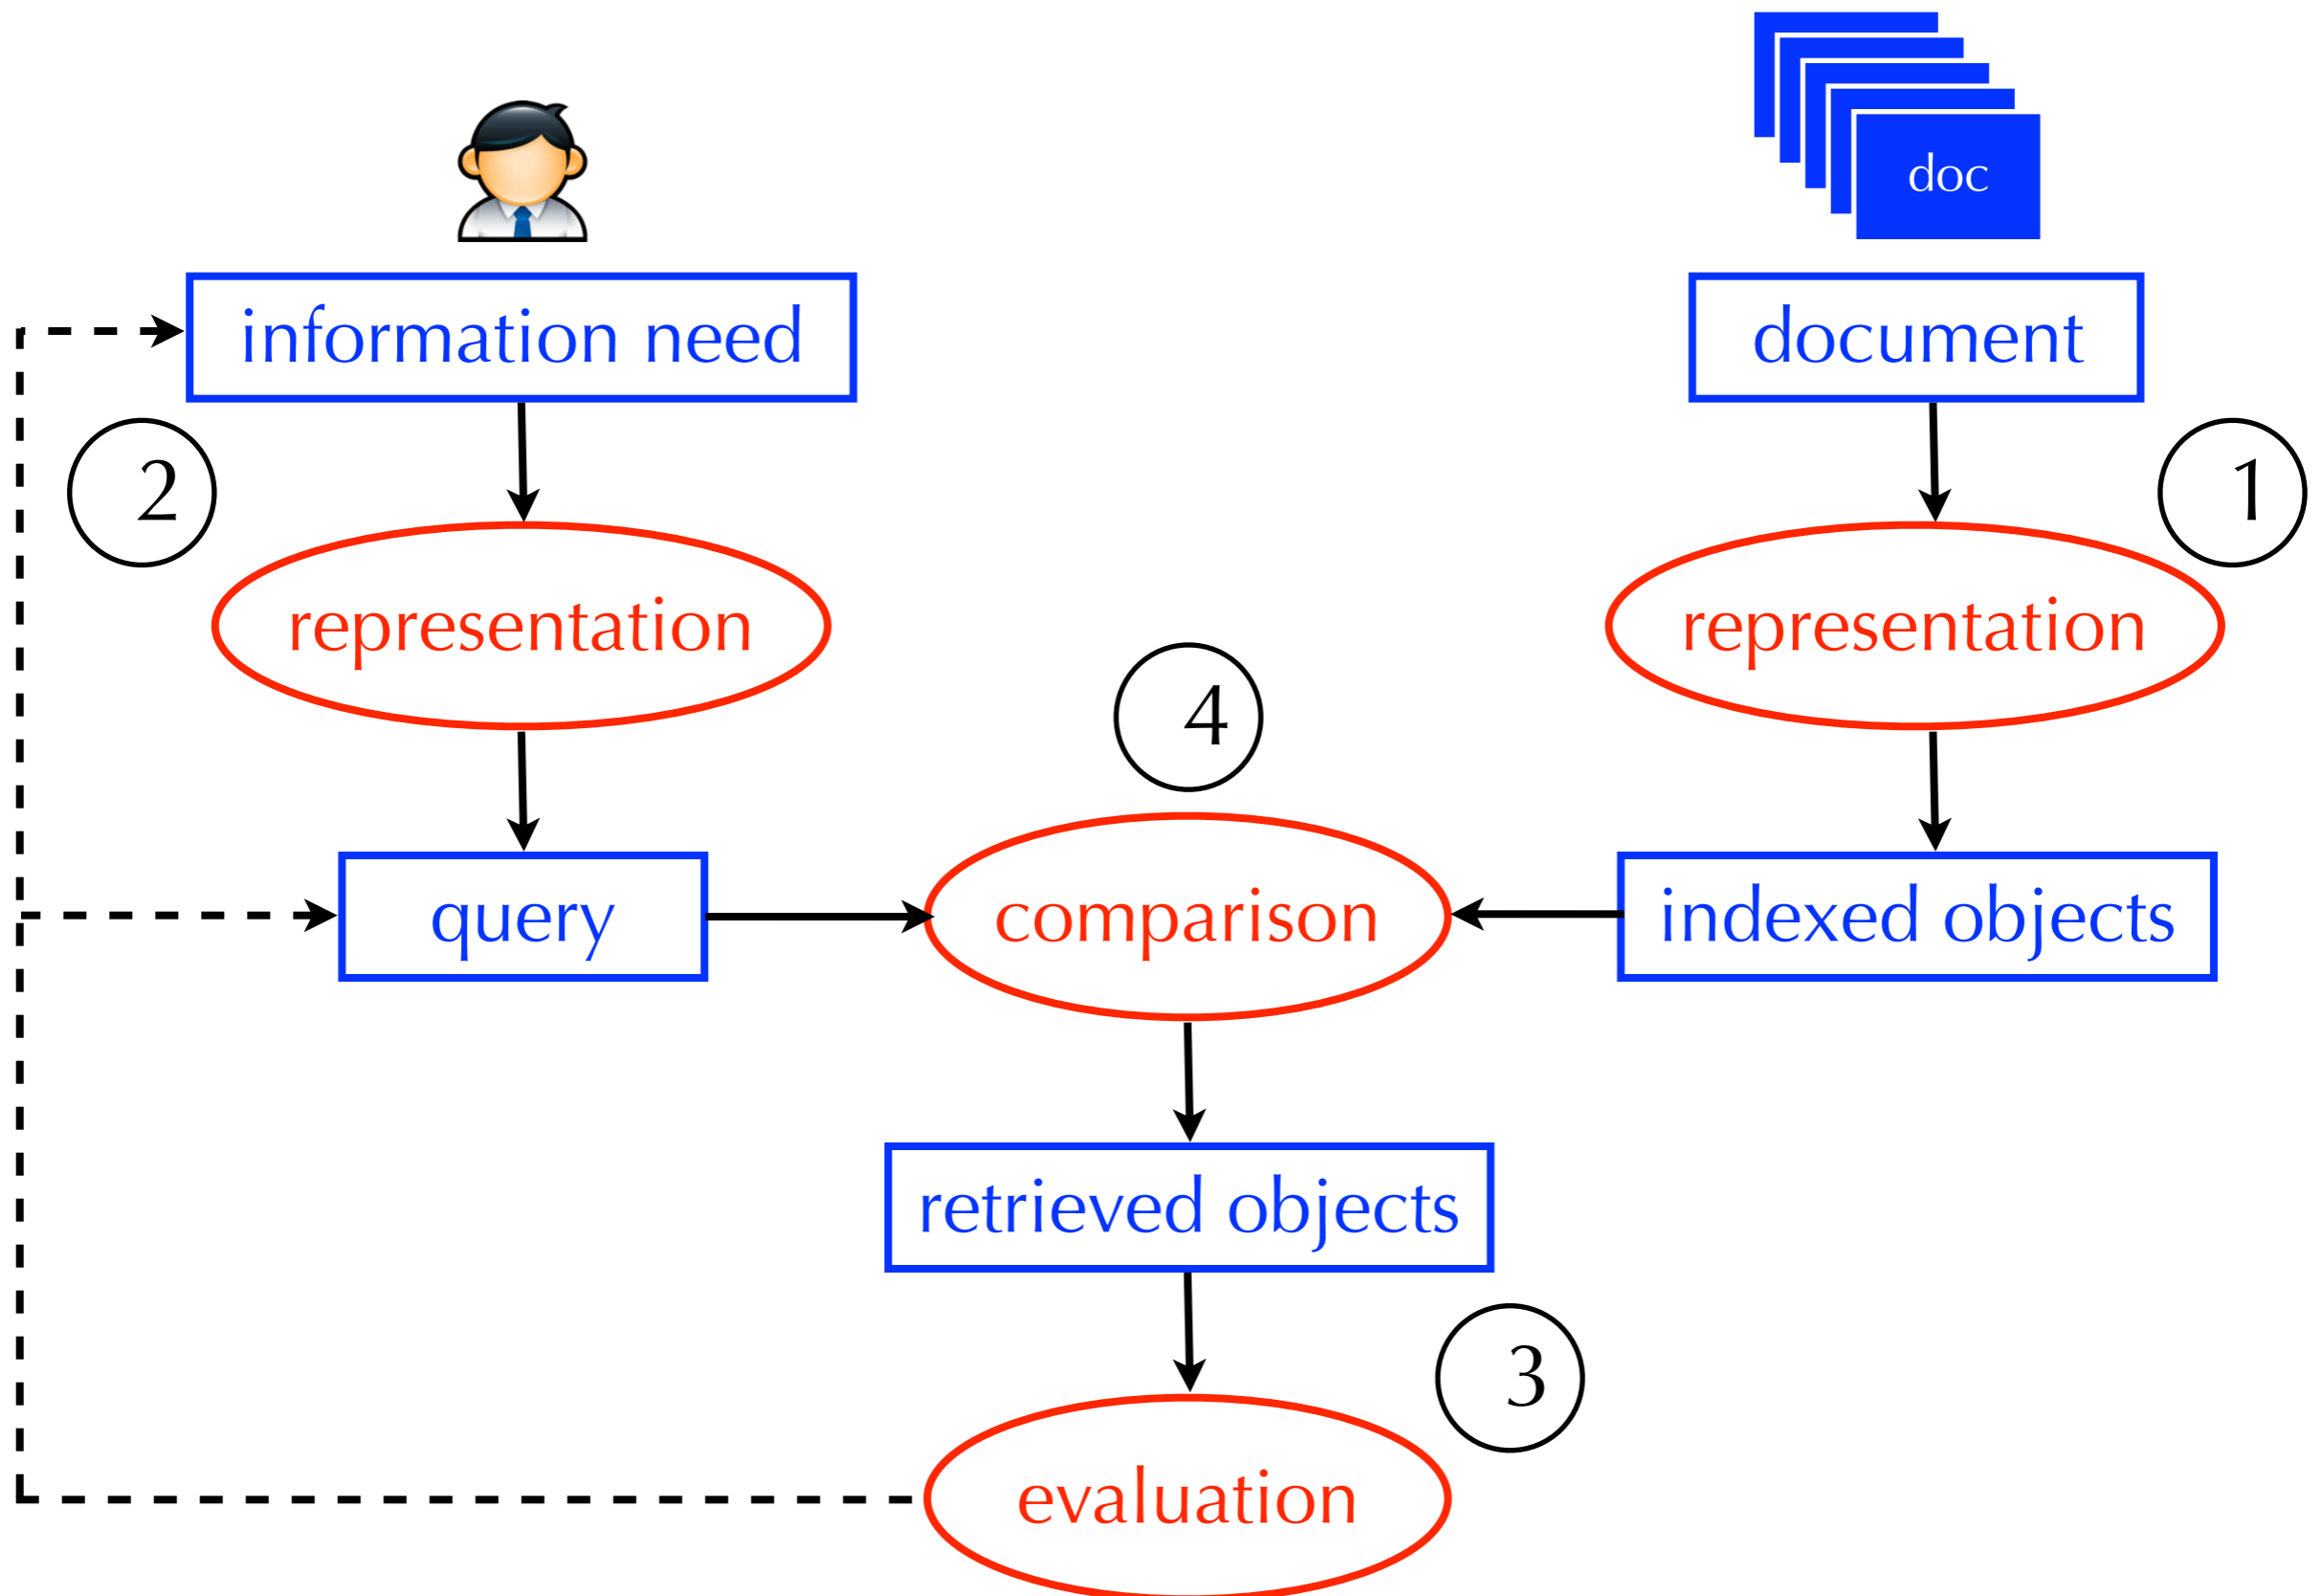 doc
information need
document
2
1
representation
representation
4
query
comparison
indexed objects
retrieved objects
3
evaluation